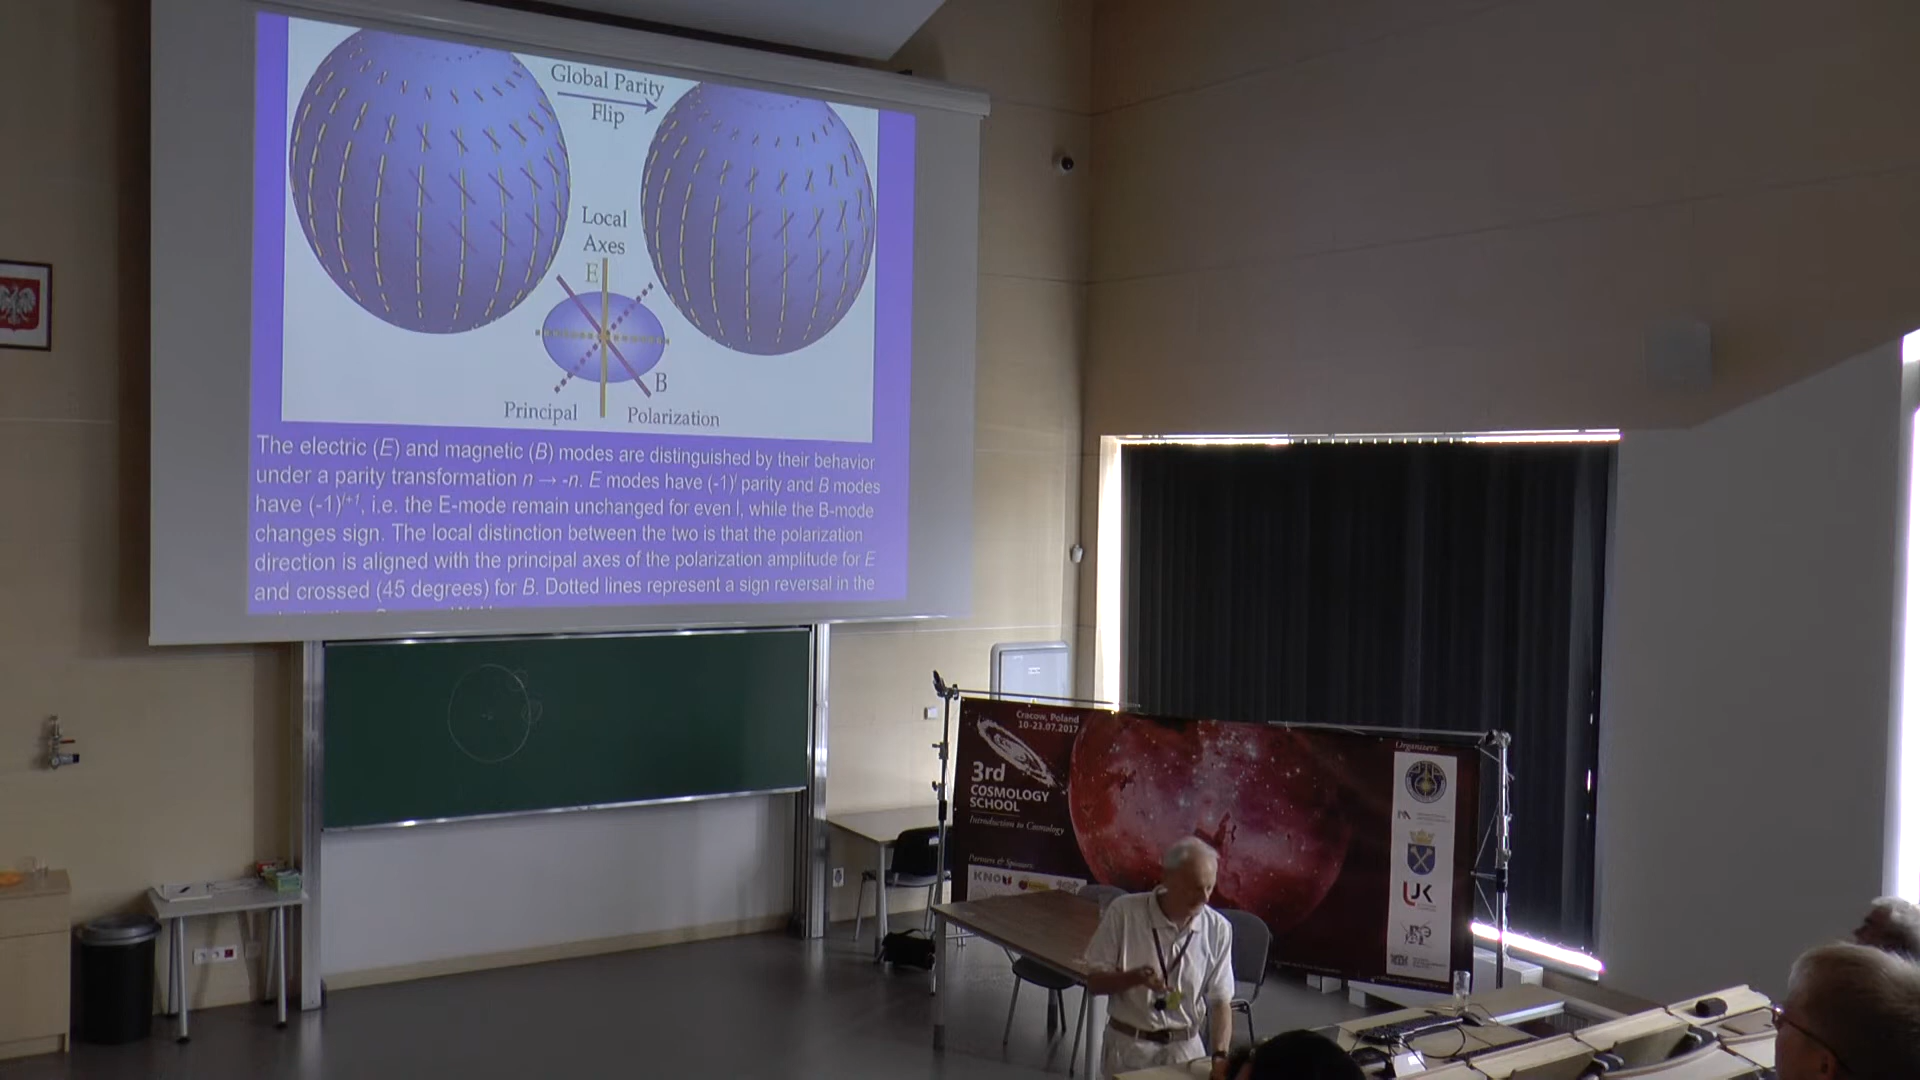 Global Parity
Flip
Local
Axes
E
B
Principal
Polarization
The electric (E) and magnetic (B) modes are distinguished by their behavior
under a parity transformation n → -n. E modes have (-1)^l parity and B modes
have (-1)^l+1, i.e. the E-mode remain unchanged for even l, while the B-mode
changes sign. The local distinction between the two is that the polarization
direction is aligned with the principal axes of the polarization amplitude for E
and crossed (45 degrees) for B. Dotted lines represent a sign reversal in the
Cracow, Poland
10-23.07.2017
3rd
COSMOLOGY
SCHOOL
Introduction to Cosmology
Partners & Sponsors:
KNO
Organizers:
UK